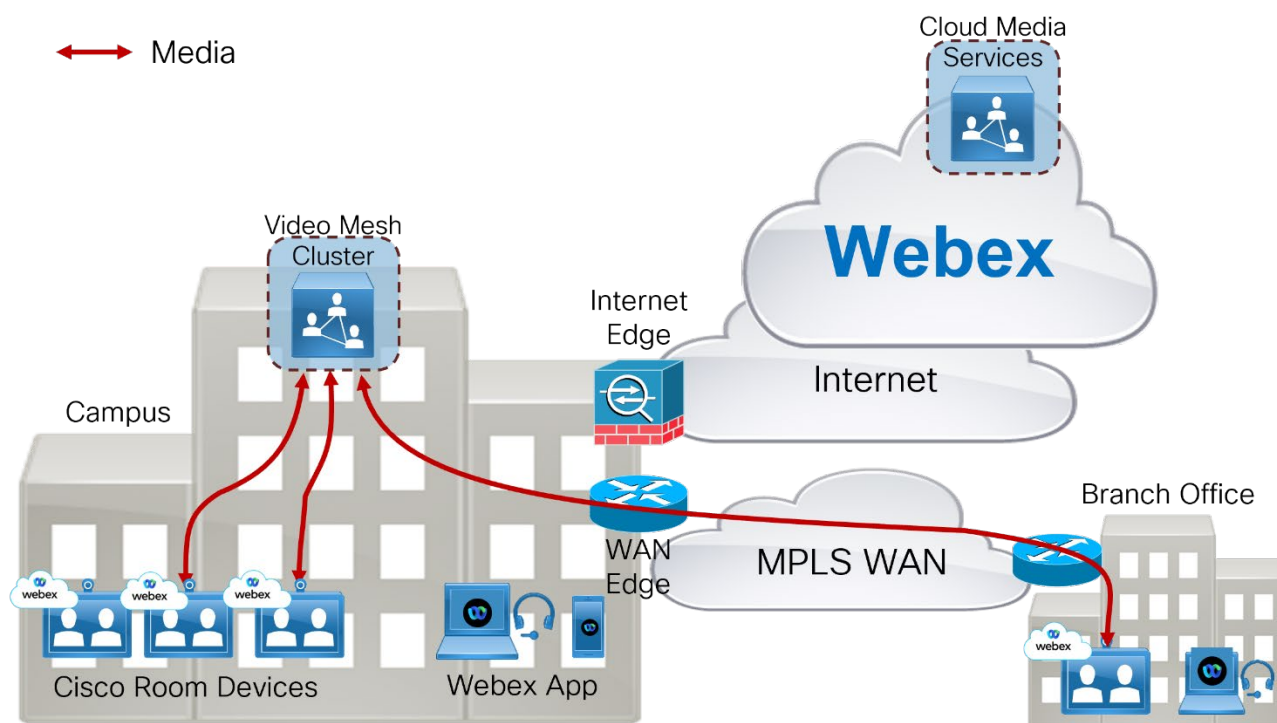 Media
Cloud Media
Services
Webex
Video Mesh
Cluster
Internet
Edge
Internet
Campus
Branch Office
WAN
Edge
MPLS WAN
webex
webex
webex
webex
Cisco Room Devices
Webex App